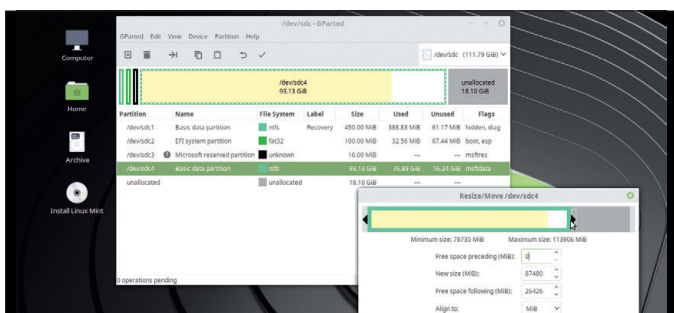 /dev/sdc - GParted
GParted Edit View Device Partition Help
/dev/sdc (111.79 GiB)
/dev/sdc4
93.13 GiB
unallocated
18.10 GiB
Partition Name File System Label Size Used Unused Flags
/dev/sdc1 Basic data partition ntfs Recovery 450.00 MiB 388.83 MiB 61.17 MiB hidden, diag
/dev/sdc2 EFI system partition fat32 100.00 MiB 32.56 MiB 67.44 MiB boot, esp
/dev/sdc3 Microsoft reserved partition unknown 16.00 MiB --- --- msftres
/dev/sdc4 Basic data partition ntfs 93.13 GiB 76.89 GiB 16.24 GiB msftdata
unallocated unallocated 18.10 GiB --- ---
0 operations pending
Computer
Home
Archive
Install Linux Mint
Resize/Move /dev/sdc4
Minimum size: 78735 MiB Maximum size: 113906 MiB
Free space preceding (MiB): 0
New size (MiB): 87480
Free space following (MiB): 26426
Align to: MiB